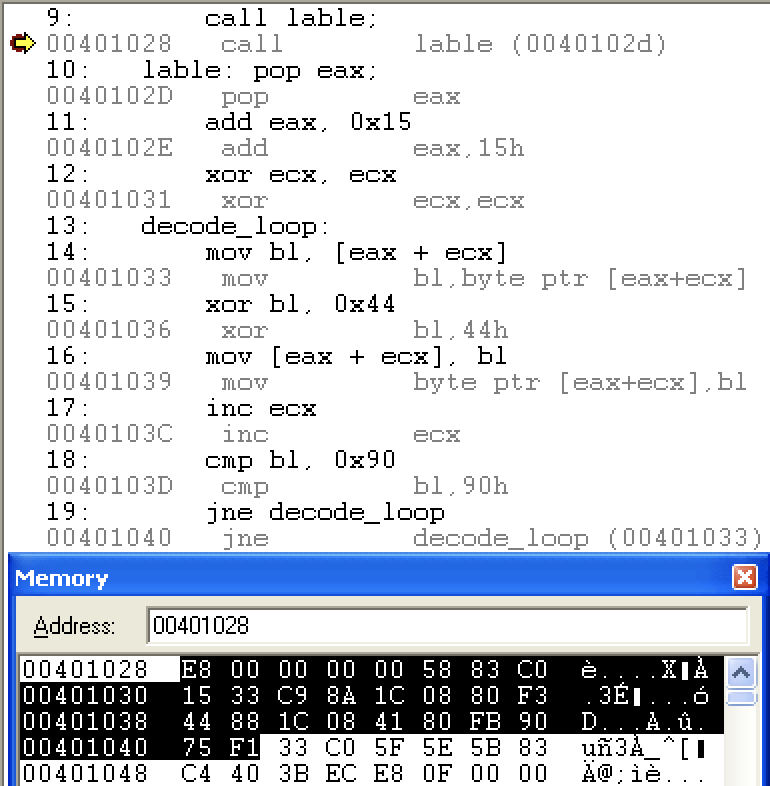 9: call lable;
00401028 call lable (0040102d)
10: lable: pop eax;
0040102D pop eax
11: add eax, 0x15
0040102E add eax,15h
12: xor ecx, ecx
00401031 xor ecx,ecx
13: decode_loop:
14: mov bl, [eax + ecx]
00401033 mov bl,byte ptr [eax+ecx]
15: xor bl, 0x44
00401036 xor bl,44h
16: mov [eax + ecx], bl
00401039 mov byte ptr [eax+ecx],bl
17: inc ecx
0040103C inc ecx
18: cmp bl, 0x90
0040103D cmp bl,90h
19: jne decode_loop
00401040 jne decode_loop (00401033)
Memory
Address: 00401028
00401028 E8 00 00 00 00 58 83 C0 è....X▮À
00401030 15 33 C9 8A 1C 08 80 F3 .3É▮...ó
00401038 44 88 1C 08 41 80 FB 90 D...A.û.
00401040 75 F1 33 C0 5F 5E 5B 83 uñ3À_^[▮
00401048 C4 40 3B EC E8 0F 00 00 Ä@;ìè...